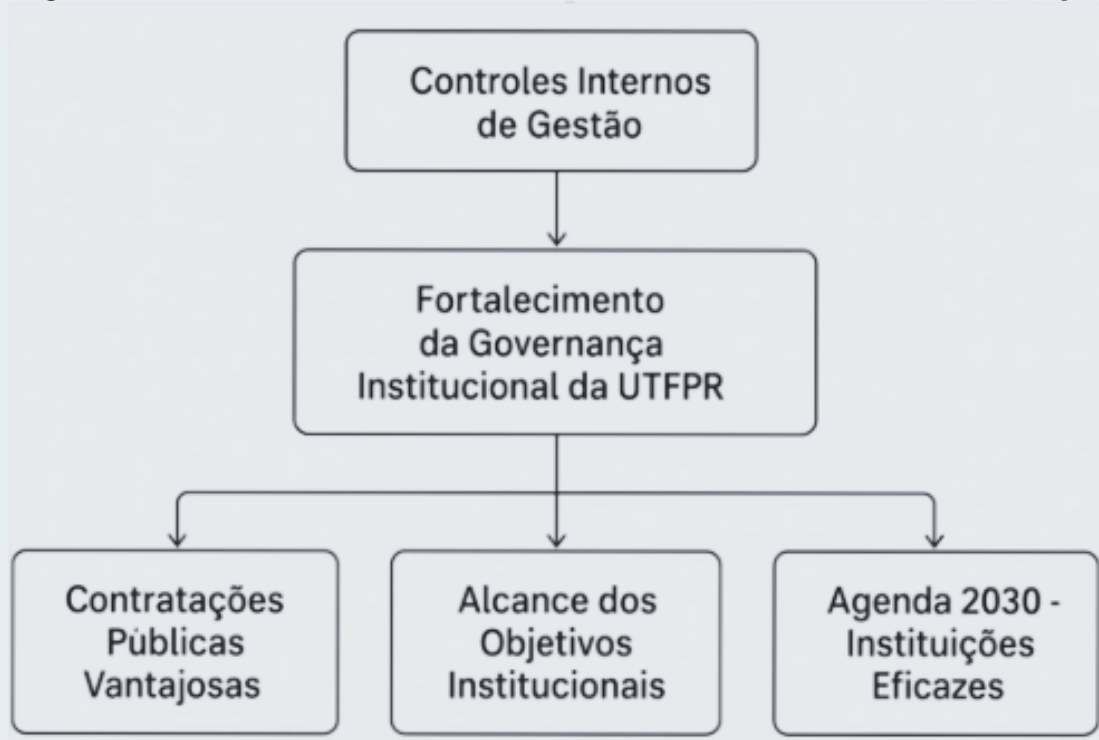 Controles Internos
de Gestão
Fortalecimento
da Governança
Institucional da UTFPR
Contratações
Públicas
Vantajosas
Alcance dos
Objetivos
Institucionais
Agenda 2030 -
Instituições
Eficazes